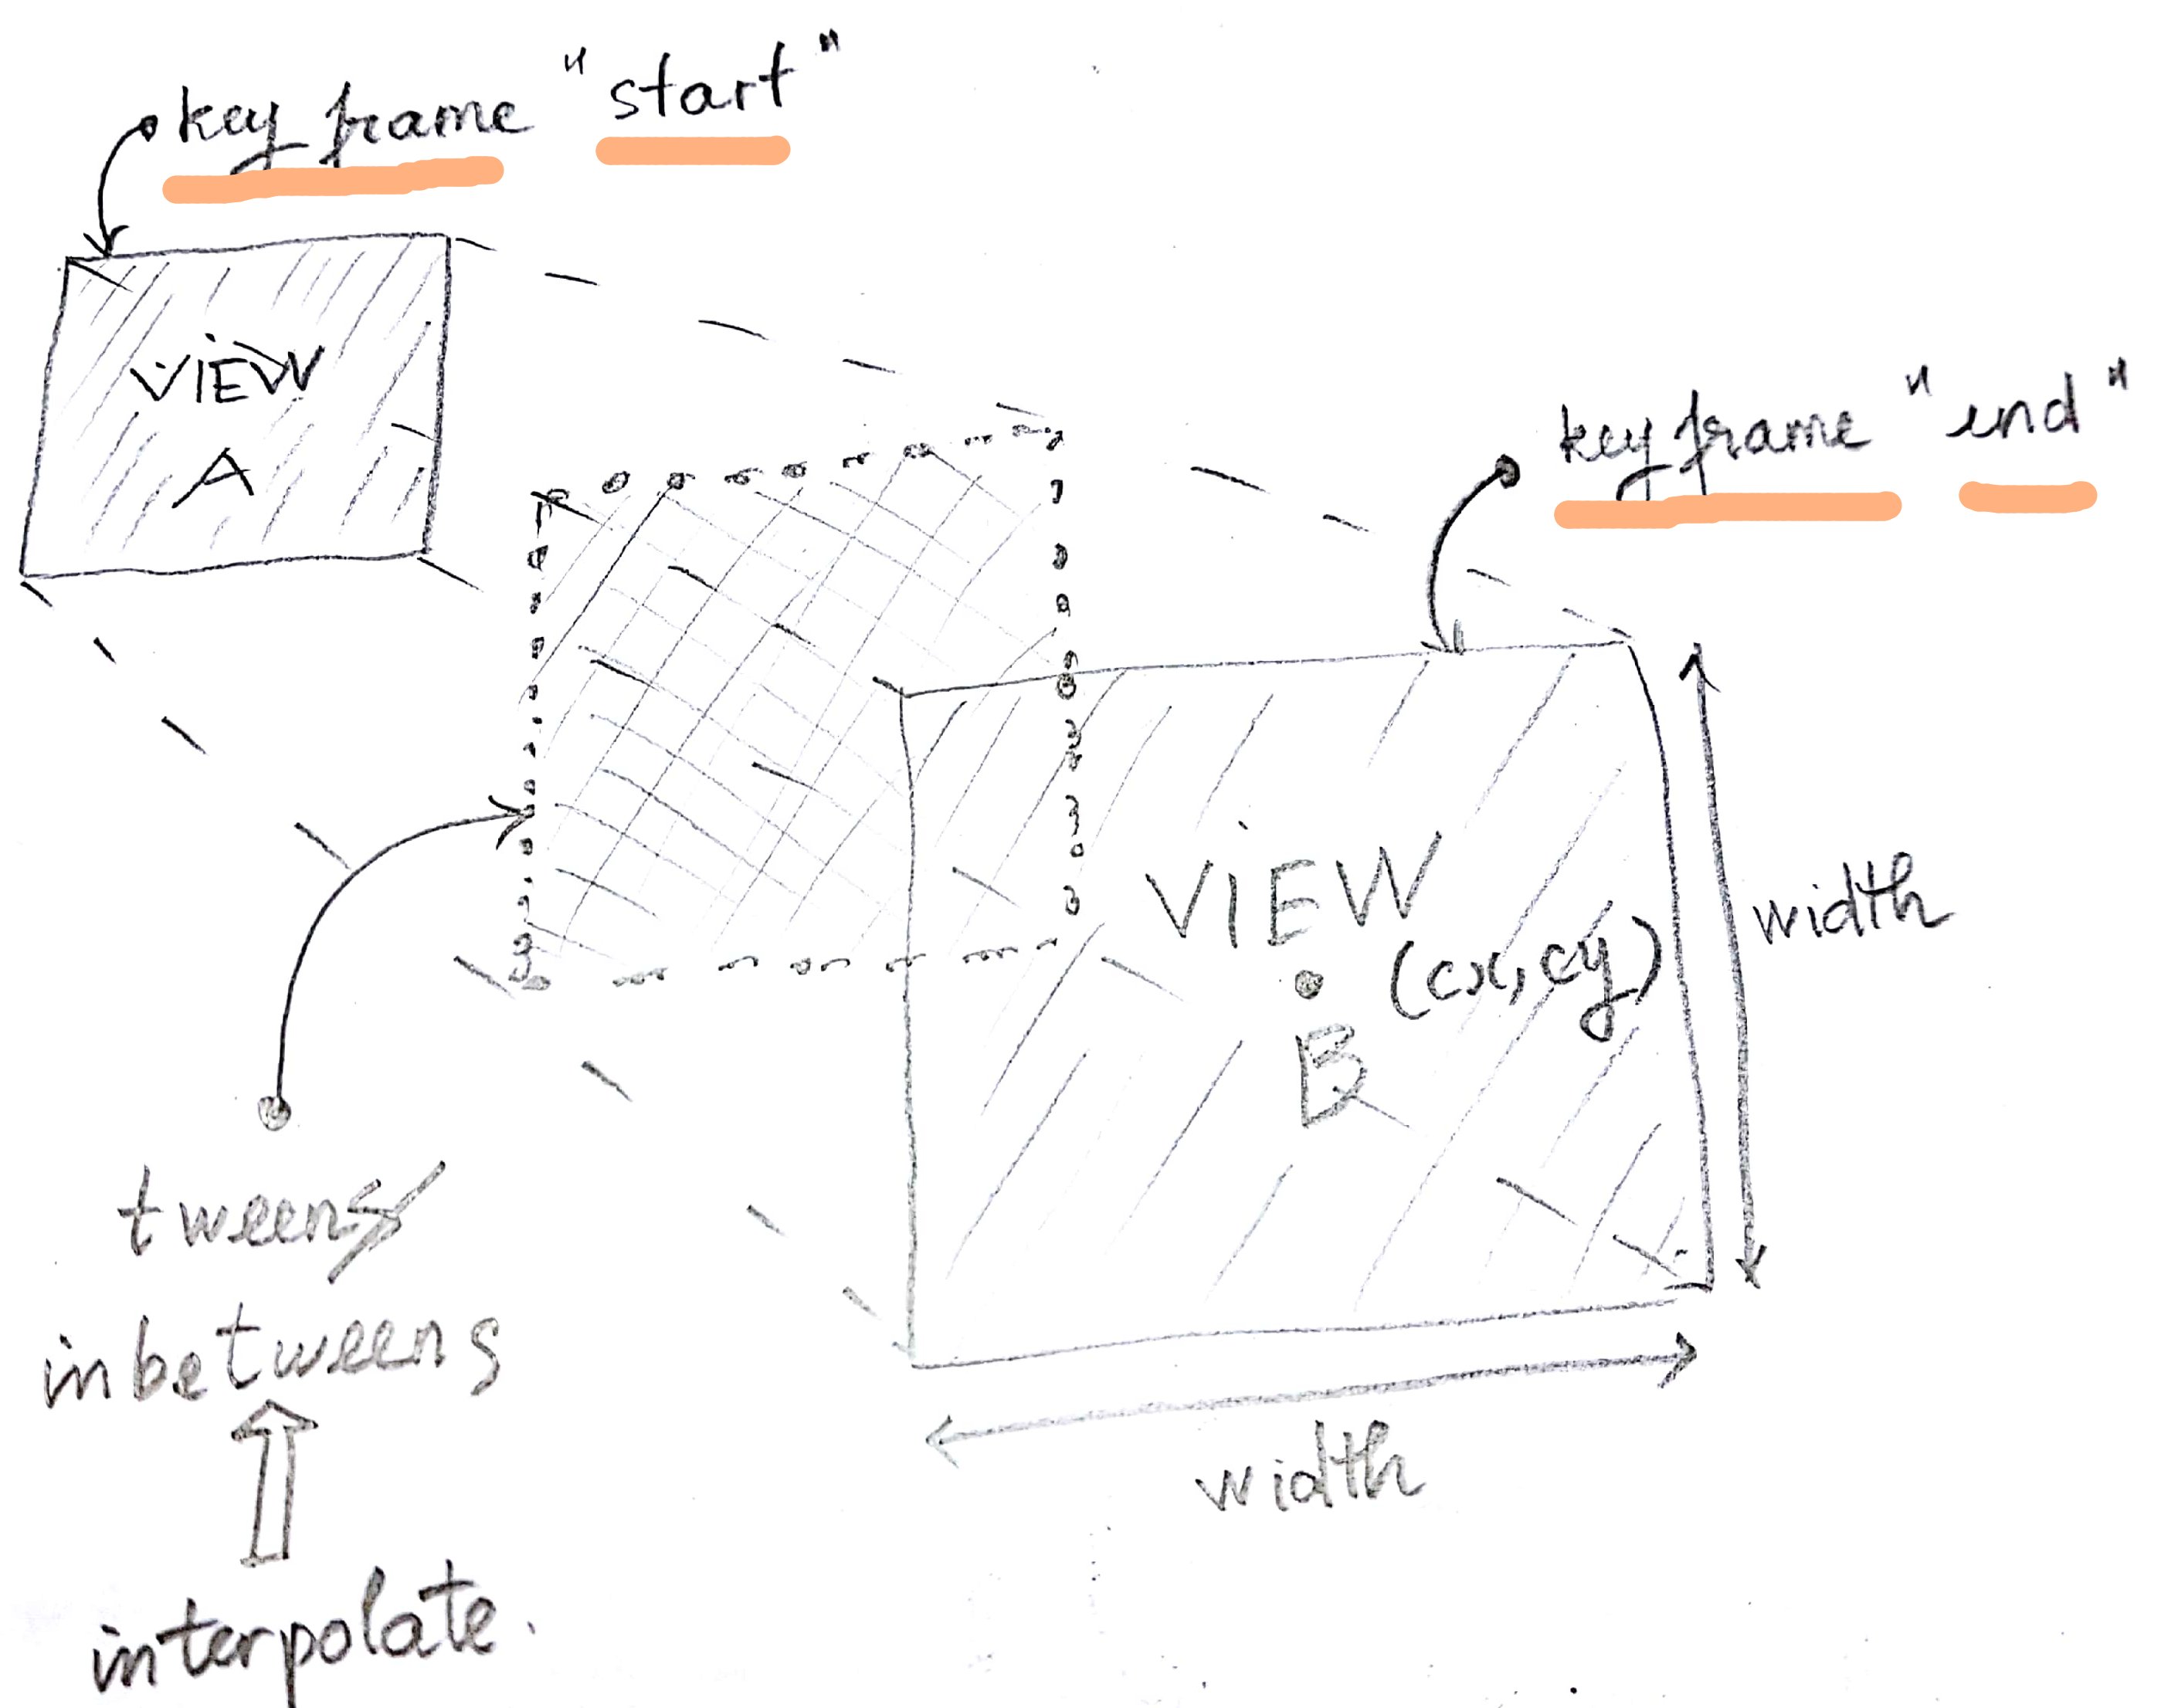 key frame "start"
VIEW
A
key frame "end"
VIEW
(cx, cy)
B
width
width
tweens/
inbetweens
interpolate.